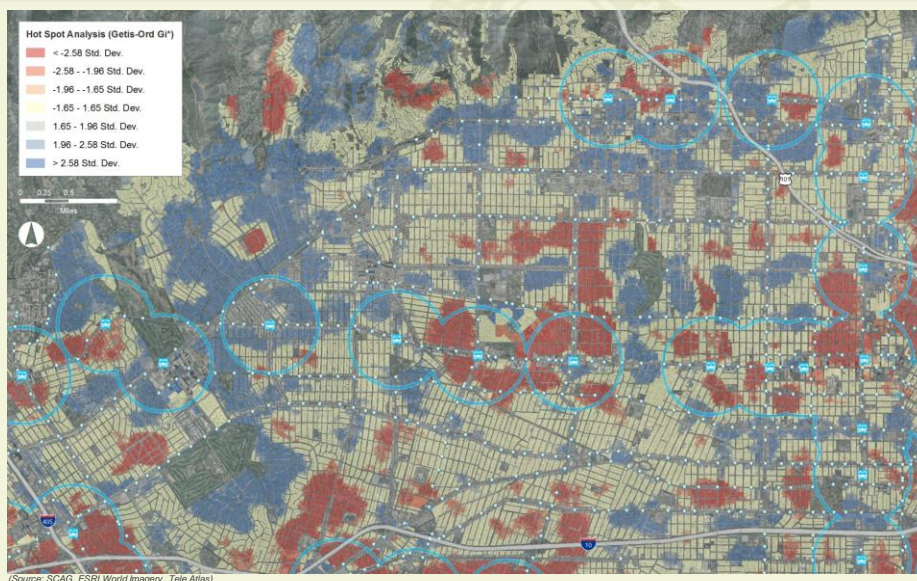 Hot Spot Analysis (Getis-Ord Gi*)
< -2.58 Std. Dev.
-2.58 - -1.96 Std. Dev.
-1.96 - -1.65 Std. Dev.
-1.65 - 1.65 Std. Dev.
1.65 - 1.96 Std. Dev.
1.96 - 2.58 Std. Dev.
> 2.58 Std. Dev.
0 0.25 0.5
Miles
101
405
10
(Source: SCAG, ESRI World Imagery, Tele Atlas)